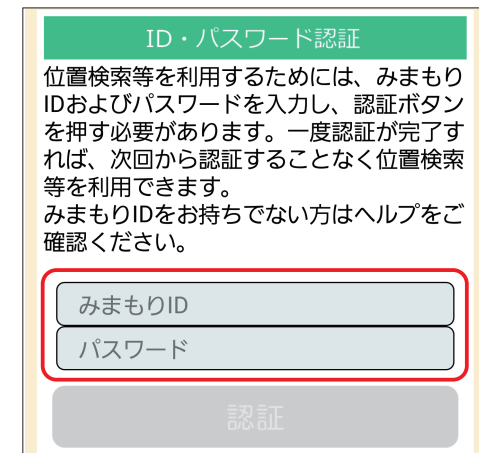 ID・パスワード認証
位置検索等を利用するためには、みまもり
IDおよびパスワードを入力し、認証ボタン
を押す必要があります。一度認証が完了す
れば、次回から認証することなく位置検索
等を利用できます。
みまもりIDをお持ちでない方はヘルプをご
確認ください。
みまもりID
パスワード
認証